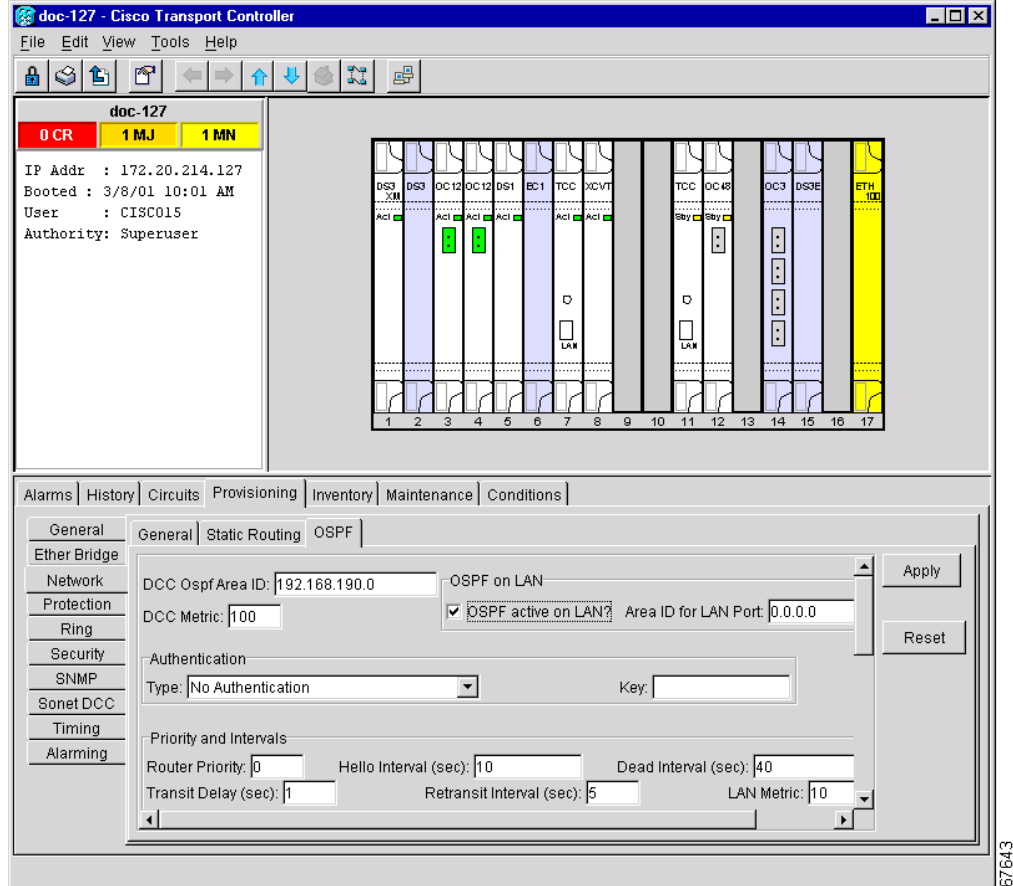 doc-127 - Cisco Transport Controller
File Edit View Tools Help
doc-127
0 CR 1 MJ 1 MN
IP Addr : 172.20.214.127
Booted : 3/8/01 10:01 AM
User : CISCO15
Authority: Superuser
DS3 XM DS3 OC12 OC12 DS1 EC1 TCC XCVT TCC OC48 OC3 DS3E ETH 100
Act Act Act Act Act Act Sby Sby
LAN LAN
1 2 3 4 5 6 7 8 9 10 11 12 13 14 15 16 17
Alarms History Circuits Provisioning Inventory Maintenance Conditions
General
Ether Bridge
Network
Protection
Ring
Security
SNMP
Sonet DCC
Timing
Alarming
General Static Routing OSPF
DCC Ospf Area ID: 192.168.190.0
DCC Metric: 100
OSPF on LAN
OSPF active on LAN? Area ID for LAN Port: 0.0.0.0
Authentication
Type: No Authentication Key:
Priority and Intervals
Router Priority: 0 Hello Interval (sec): 10 Dead Interval (sec): 40
Transit Delay (sec): 1 Retransit Interval (sec): 5 LAN Metric: 10
Apply
Reset
67643